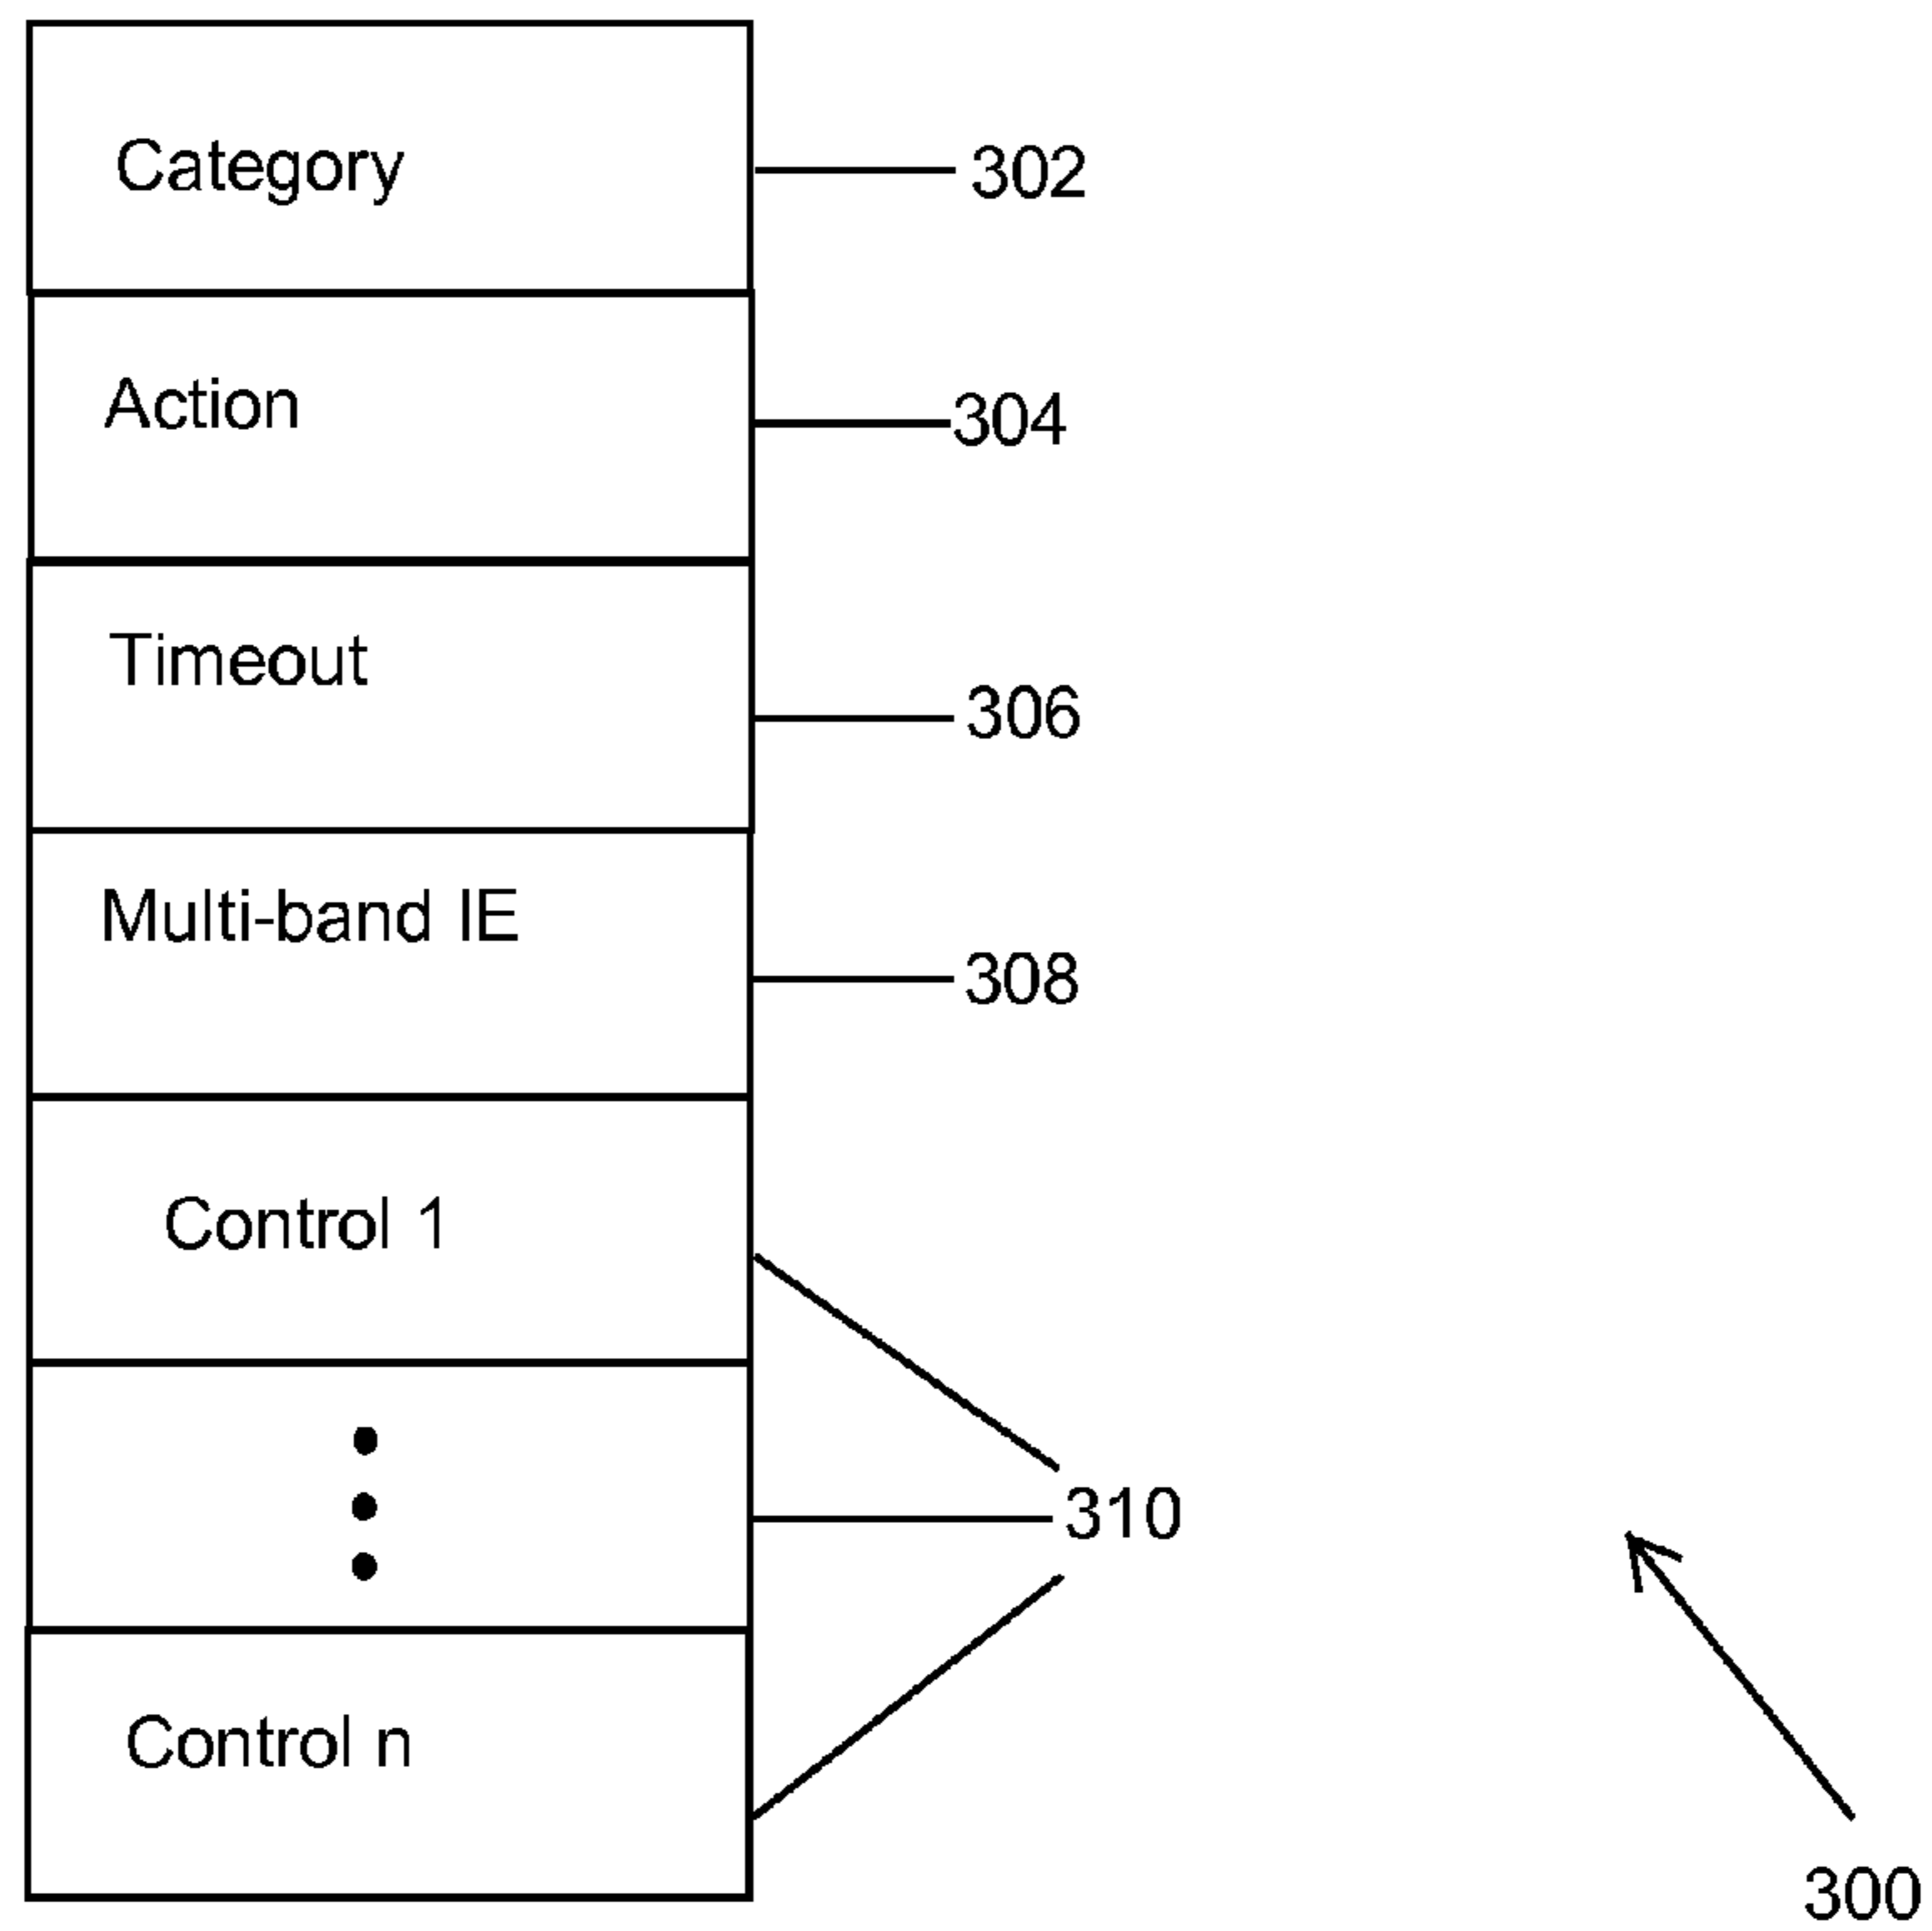 Category
302
Action
304
Timeout
306
Multi-band IE
308
Control 1
310
Control n
300